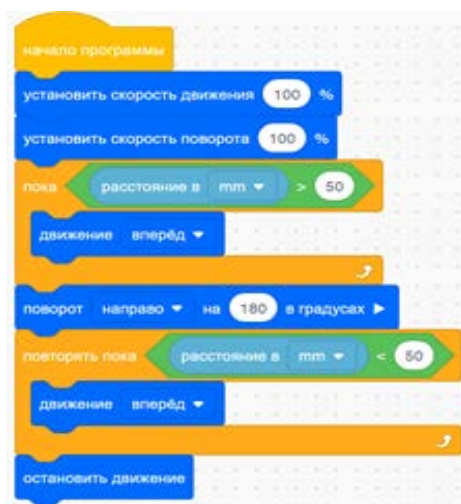 начало программы
установить скорость движения 100 %
установить скорость поворота 100 %
пока расстояние в mm > 50
движение вперёд
поворот направо на 180 в градусах
повторять пока расстояние в mm < 50
движение вперёд
остановить движение